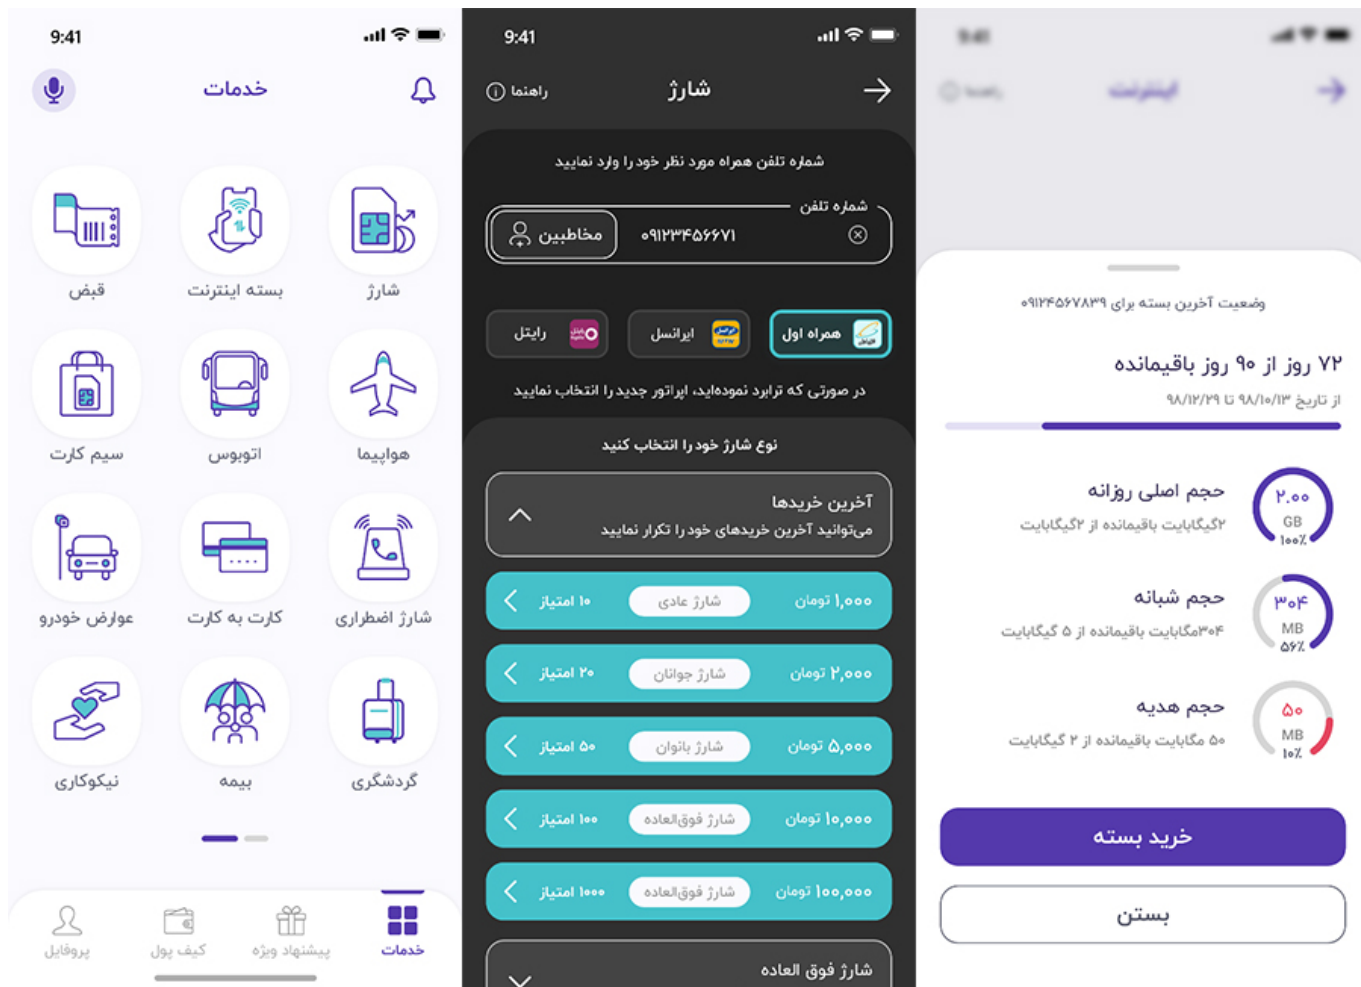 9:41
خدمات
شارژ
بسته اینترنت
قبض
هواپیما
اتوبوس
سیم کارت
شارژ اضطراری
کارت به کارت
عوارض خودرو
گردشگری
بیمه
نیکوکاری
خدمات
پیشنهاد ویژه
کیف پول
پروفایل
9:41
شارژ
راهنما
شماره تلفن همراه مورد نظر خود را وارد نمایید
شماره تلفن
۰۹۱۲۳۴۵۶۶۷۱
مخاطبین
همراه اول
ایرانسل
رایتل
در صورتی که ترابرد نموده‌اید، اپراتور جدید را انتخاب نمایید
نوع شارژ خود را انتخاب کنید
آخرین خریدها
می‌توانید آخرین خریدهای خود را تکرار نمایید
۱,۰۰۰ تومان شارژ عادی ۱۰ امتیاز
۲,۰۰۰ تومان شارژ جوانان ۲۰ امتیاز
۵,۰۰۰ تومان شارژ بانوان ۵۰ امتیاز
۱۰,۰۰۰ تومان شارژ فوق‌العاده ۱۰۰ امتیاز
۱۰۰,۰۰۰ تومان شارژ فوق‌العاده ۱۰۰۰ امتیاز
شارژ فوق العاده
9:41
اینترنت
راهنما
وضعیت آخرین بسته برای ۰۹۱۲۴۵۶۷۸۳۹
۷۲ روز از ۹۰ روز باقیمانده
از تاریخ ۹۸/۱۰/۱۳ تا ۹۸/۱۲/۲۹
حجم اصلی روزانه
۲گیگابایت باقیمانده از ۲گیگابایت
۲.۰۰
GB
۱۰۰٪
حجم شبانه
۳۰۴مگابایت باقیمانده از ۵ گیگابایت
۳۰۴
MB
۵۶٪
حجم هدیه
۵۰ مگابایت باقیمانده از ۲ گیگابایت
۵۰
MB
۱۰٪
خرید بسته
بستن